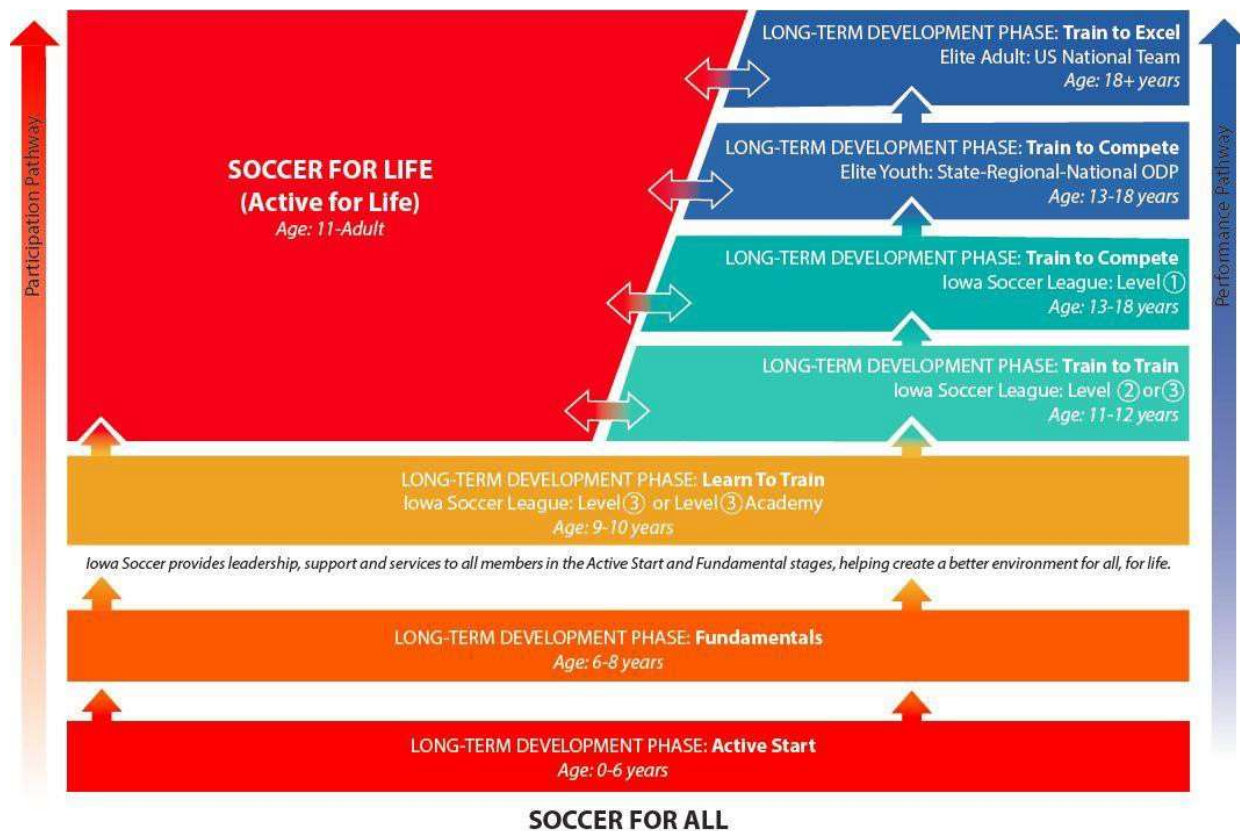 LONG-TERM DEVELOPMENT PHASE: Train to Excel
Elite Adult: US National Team
Age: 18+ years
LONG-TERM DEVELOPMENT PHASE: Train to Compete
Elite Youth: State-Regional-National ODP
Age: 13-18 years
SOCCER FOR LIFE
(Active for Life)
Age: 11-Adult
LONG-TERM DEVELOPMENT PHASE: Train to Compete
Iowa Soccer League: Level ①
Age: 13-18 years
LONG-TERM DEVELOPMENT PHASE: Train to Train
Iowa Soccer League: Level ② or ③
Age: 11-12 years
Participation Pathway
Performance Pathway
LONG-TERM DEVELOPMENT PHASE: Learn To Train
Iowa Soccer League: Level ③ or Level ③ Academy
Age: 9-10 years
Iowa Soccer provides leadership, support and services to all members in the Active Start and Fundamental stages, helping create a better environment for all, for life.
LONG-TERM DEVELOPMENT PHASE: Fundamentals
Age: 6-8 years
LONG-TERM DEVELOPMENT PHASE: Active Start
Age: 0-6 years
SOCCER FOR ALL